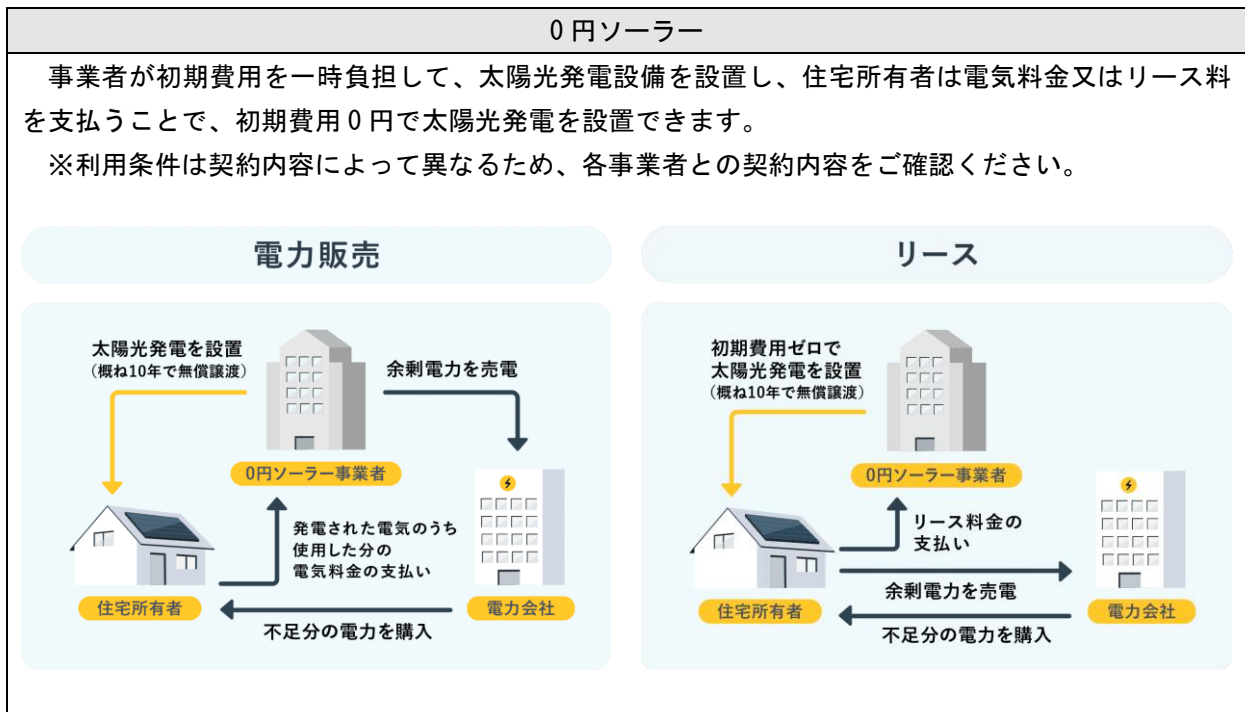 0円ソーラー
事業者が初期費用を一時負担して、太陽光発電設備を設置し、住宅所有者は電気料金又はリース料
を支払うことで、初期費用0円で太陽光発電を設置できます。
※利用条件は契約内容によって異なるため、各事業者との契約内容をご確認ください。
電力販売
太陽光発電を設置
(概ね10年で無償譲渡)
余剰電力を売電
0円ソーラー事業者
発電された電気のうち
使用した分の
電気料金の支払い
住宅所有者
電力会社
不足分の電力を購入
リース
初期費用ゼロで
太陽光発電を設置
(概ね10年で無償譲渡)
0円ソーラー事業者
リース料金の
支払い
余剰電力を売電
住宅所有者
電力会社
不足分の電力を購入